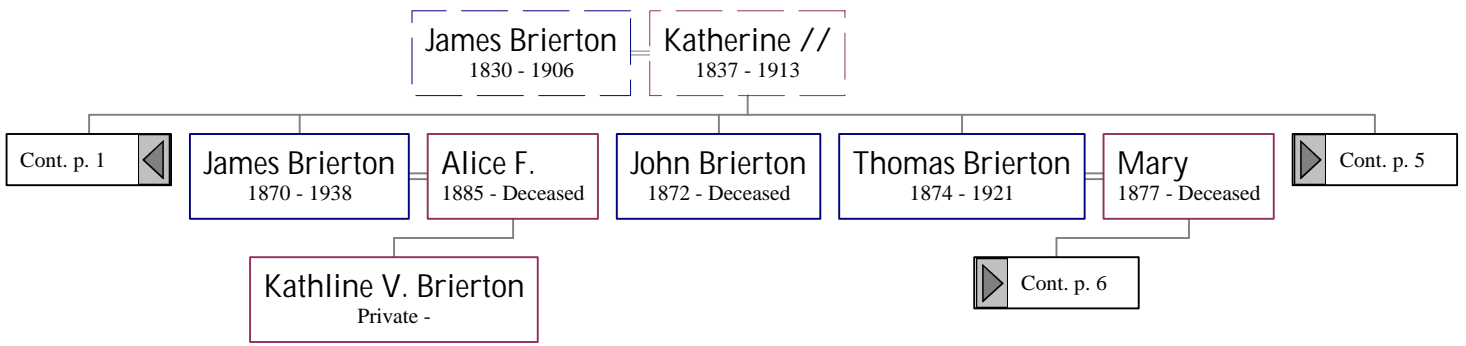 James Brierton
1830 - 1906
Katherine //
1837 - 1913
Cont. p. 1
James Brierton
1870 - 1938
Alice F.
1885 - Deceased
John Brierton
1872 - Deceased
Thomas Brierton
1874 - 1921
Mary
1877 - Deceased
Cont. p. 5
Kathline V. Brierton
Private -
Cont. p. 6